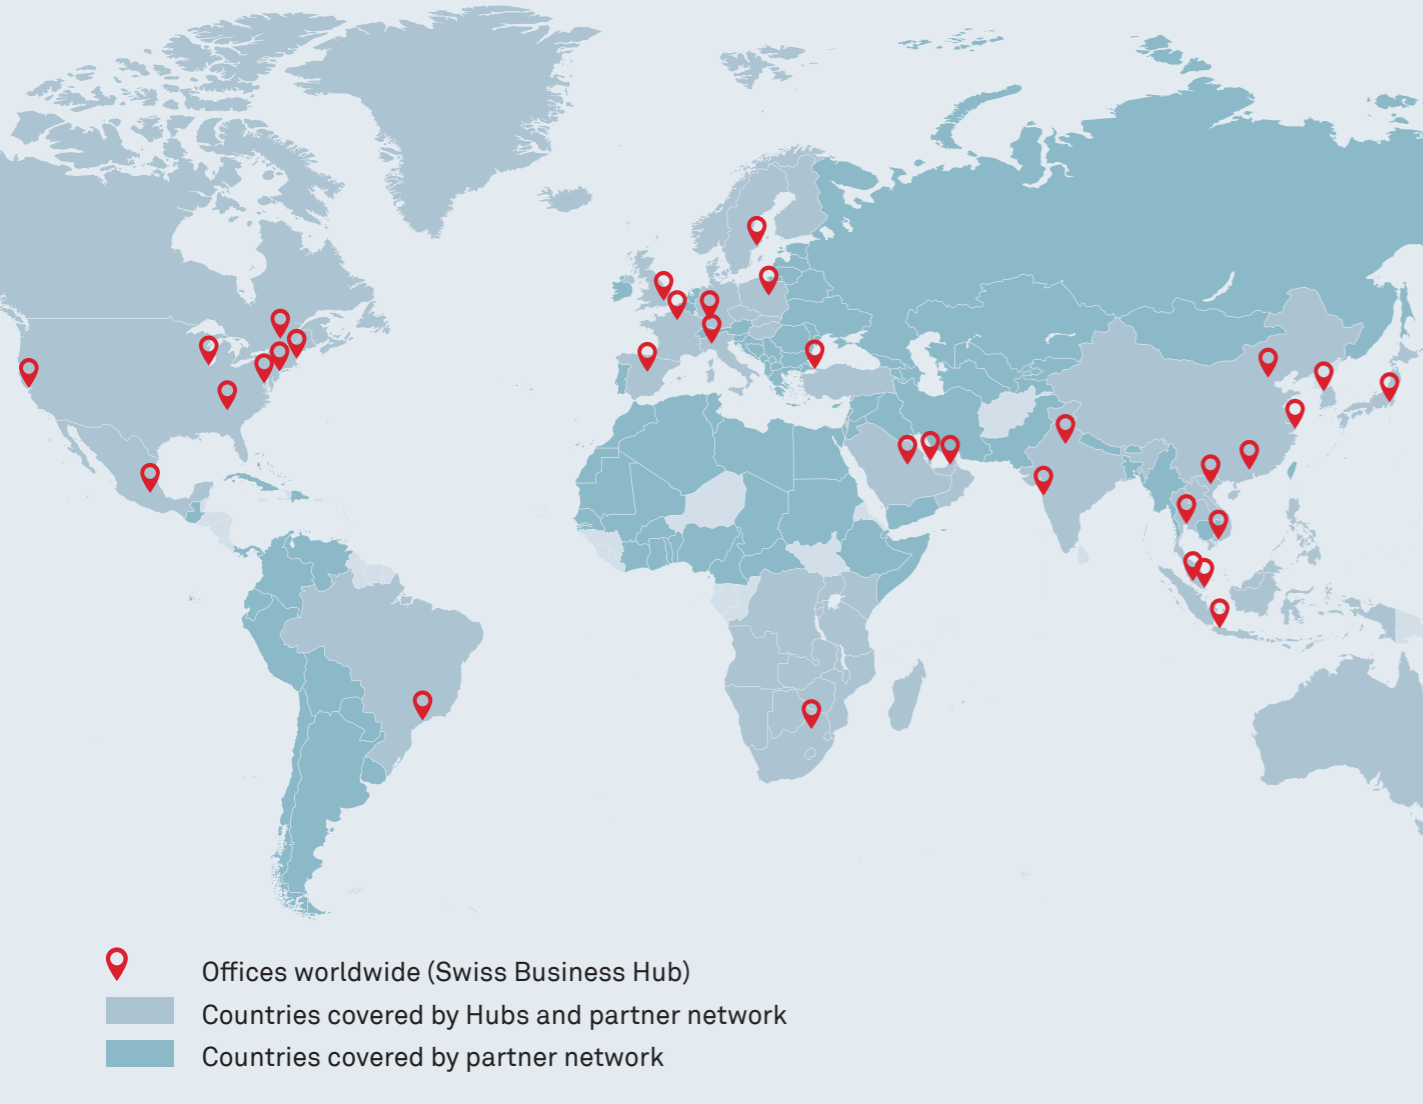 Offices worldwide (Swiss Business Hub)
Countries covered by Hubs and partner network
Countries covered by partner network